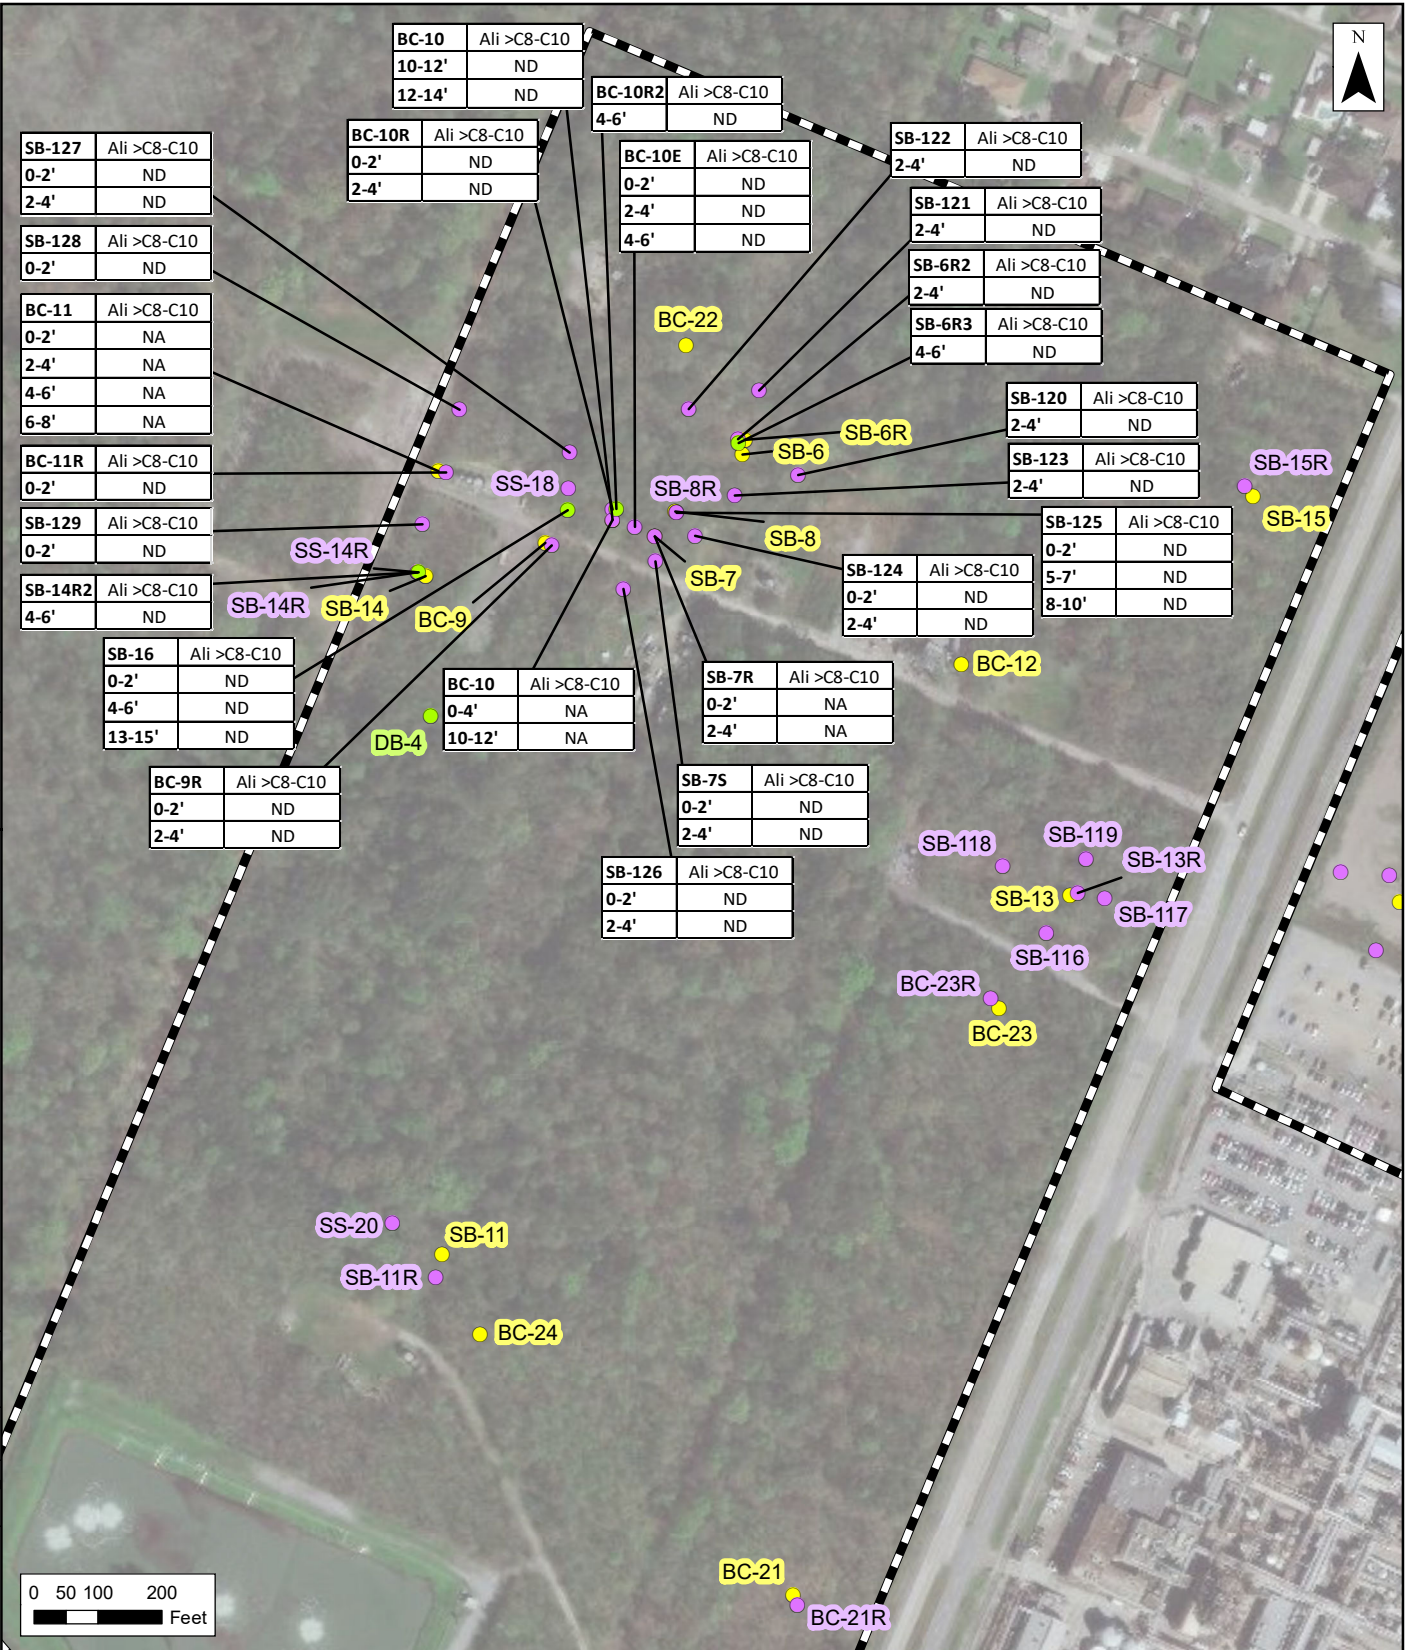 N
BC-10 Ali >C8-C10
10-12' ND
12-14' ND
BC-10R2 Ali >C8-C10
4-6' ND
BC-10R Ali >C8-C10
0-2' ND
2-4' ND
BC-10E Ali >C8-C10
0-2' ND
2-4' ND
4-6' ND
SB-122 Ali >C8-C10
2-4' ND
SB-121 Ali >C8-C10
2-4' ND
SB-6R2 Ali >C8-C10
2-4' ND
SB-6R3 Ali >C8-C10
4-6' ND
SB-127 Ali >C8-C10
0-2' ND
2-4' ND
SB-128 Ali >C8-C10
0-2' ND
BC-11 Ali >C8-C10
0-2' NA
2-4' NA
4-6' NA
6-8' NA
BC-11R Ali >C8-C10
0-2' ND
SB-129 Ali >C8-C10
0-2' ND
SB-14R2 Ali >C8-C10
4-6' ND
BC-22
SB-120 Ali >C8-C10
2-4' ND
SB-123 Ali >C8-C10
2-4' ND
SB-6R
SB-6
SB-15R
SB-15
SS-18
SB-8R
SB-8
SB-125 Ali >C8-C10
0-2' ND
5-7' ND
8-10' ND
SS-14R
SB-14R
SB-14
BC-9
SB-7
SB-124 Ali >C8-C10
0-2' ND
2-4' ND
BC-12
SB-16 Ali >C8-C10
0-2' ND
4-6' ND
13-15' ND
DB-4
BC-10 Ali >C8-C10
0-4' NA
10-12' NA
SB-7R Ali >C8-C10
0-2' NA
2-4' NA
BC-9R Ali >C8-C10
0-2' ND
2-4' ND
SB-7S Ali >C8-C10
0-2' ND
2-4' ND
SB-126 Ali >C8-C10
0-2' ND
2-4' ND
SB-118
SB-119
SB-13R
SB-13
SB-117
SB-116
BC-23R
BC-23
SS-20
SB-11
SB-11R
BC-24
BC-21
BC-21R
0 50 100 200
Feet